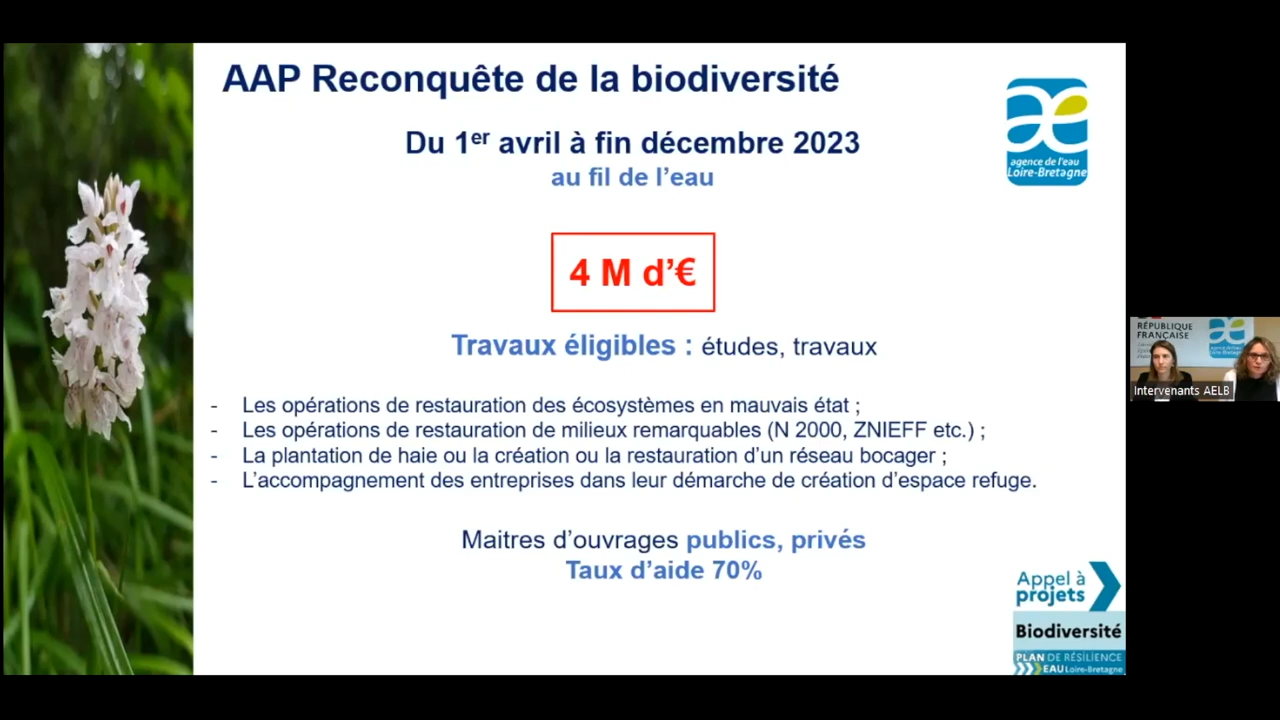 AAP Reconquête de la biodiversité
Du 1er avril à fin décembre 2023
au fil de l'eau
agence de l'eau
Loire-Bretagne
4 M d'€
Travaux éligibles : études, travaux
- Les opérations de restauration des écosystèmes en mauvais état ;
- Les opérations de restauration de milieux remarquables (N 2000, ZNIEFF etc.) ;
- La plantation de haie ou la création ou la restauration d'un réseau bocager ;
- L'accompagnement des entreprises dans leur démarche de création d'espace refuge.
Maitres d'ouvrages publics, privés
Taux d'aide 70%
Appel à
projets
Biodiversité
PLAN DE RÉSILIENCE
EAU Loire-Bretagne
RÉPUBLIQUE
FRANÇAISE
Intervenants AELB